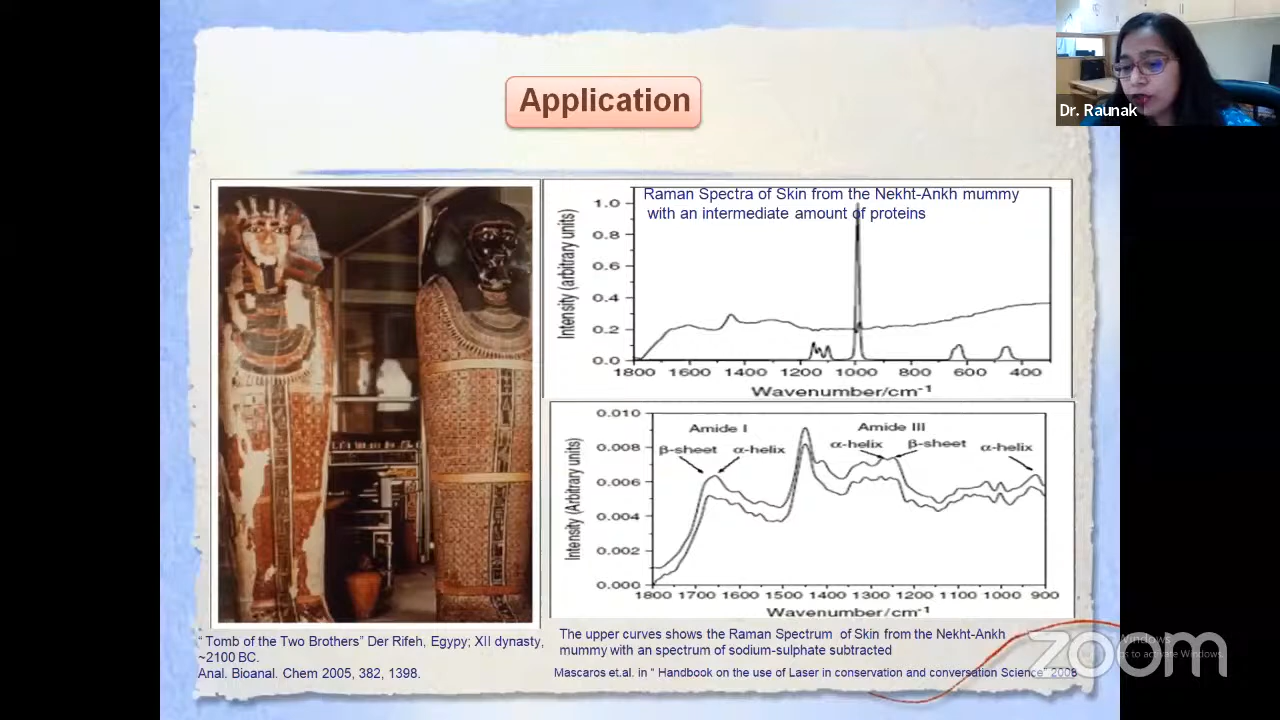 Application
Dr. Raunak
Raman Spectra of Skin from the Nekht-Ankh mummy
with an intermediate amount of proteins
Intensity (arbitrary units)
1.0
0.8
0.6
0.4
0.2
0.0
1800 1600 1400 1200 1000 800 600 400
Wavenumber/cm-1
Intensity (Arbitrary units)
0.010
0.008
0.006
0.004
0.002
0.000
Amide I
Amide III
β-sheet α-helix
α-helix β-sheet
α-helix
1800 1700 1600 1500 1400 1300 1200 1100 1000 900
Wavenumber/cm-1
“ Tomb of the Two Brothers” Der Rifeh, Egypy; XII dynasty,
~2100 BC.
Anal. Bioanal. Chem 2005, 382, 1398.
The upper curves shows the Raman Spectrum of Skin from the Nekht-Ankh
mummy with an spectrum of sodium-sulphate subtracted
Mascaros et.al. in “ Handbook on the use of Laser in conservation and conversation Science” 2008
zoom
Windows
to activate Windows.